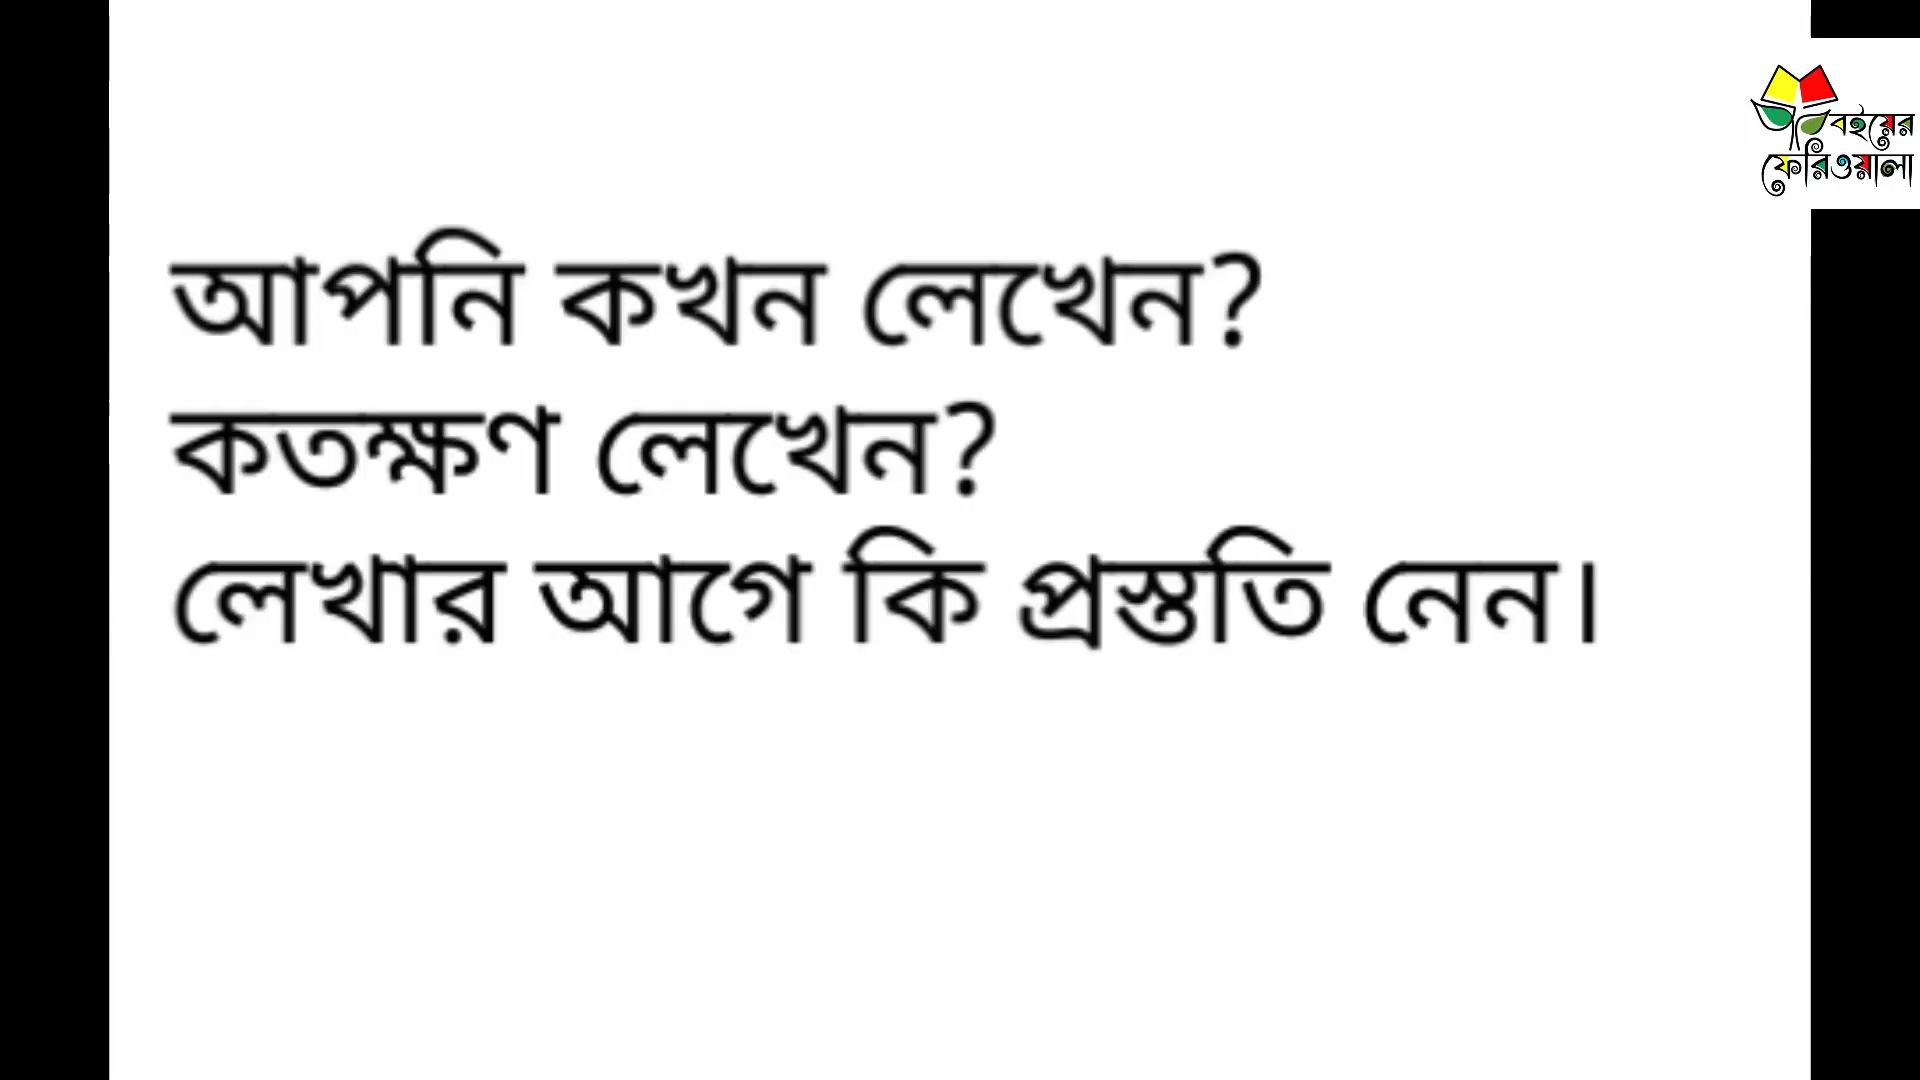 বইয়ের
ফেরিওয়ালা
আপনি কখন লেখেন?
কতক্ষণ লেখেন?
লেখার আগে কি প্রস্তুতি নেন।